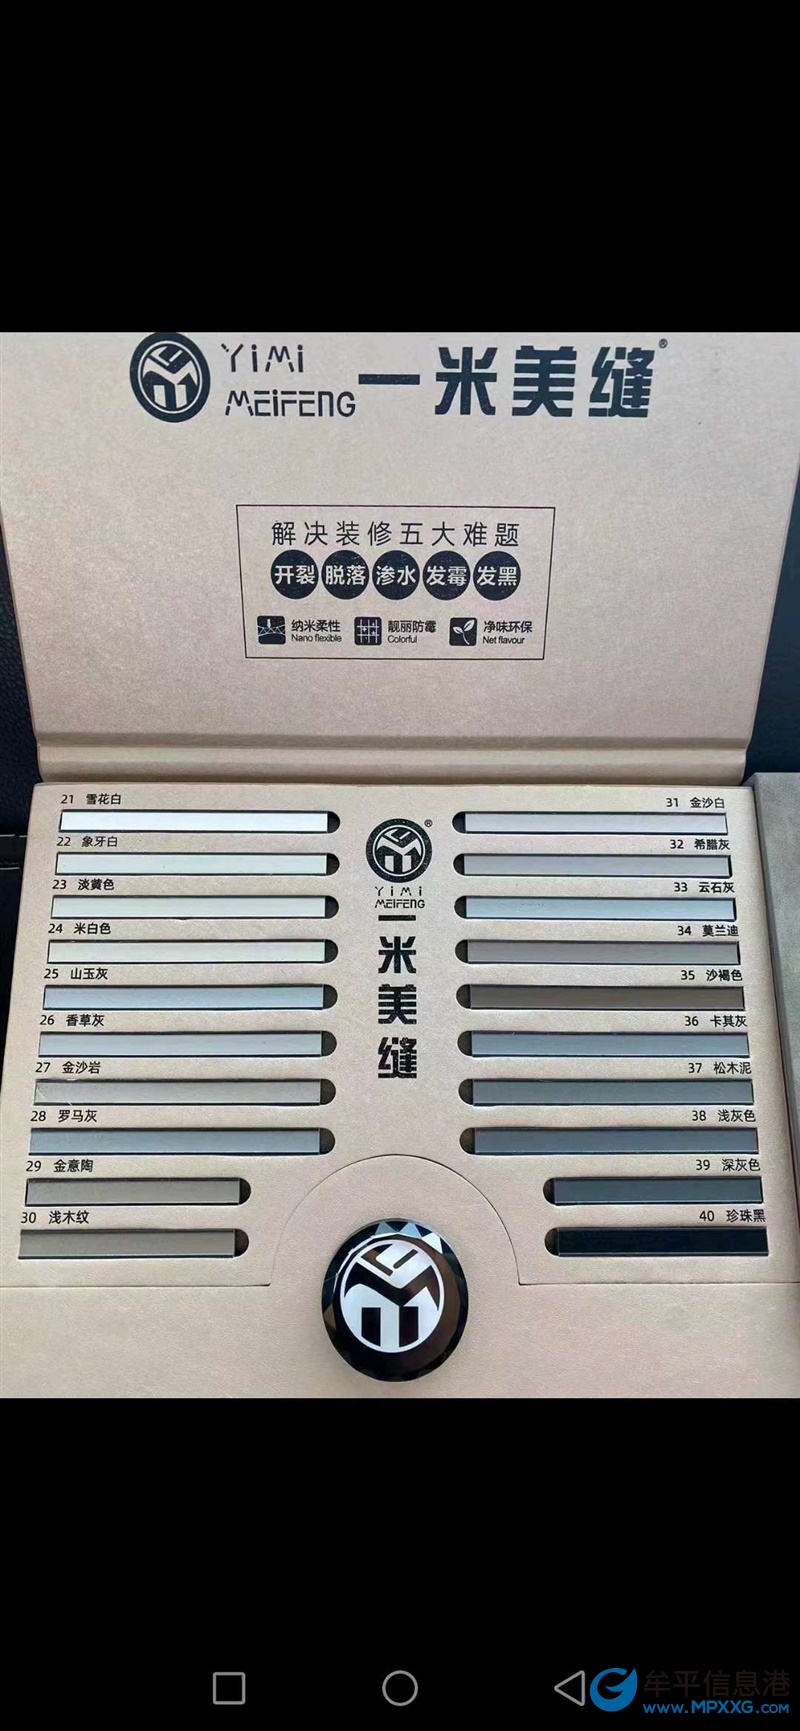 YiMi
MEiFENG
一米美缝®
解决装修五大难题
开裂 脱落 渗水 发霉 发黑
纳米柔性
Nano flexible
靓丽防霉
Colorful
净味环保
Net flavour
21 雪花白
22 象牙白
23 淡黄色
24 米白色
25 山玉灰
26 香草灰
27 金沙岩
28 罗马灰
29 金意陶
30 浅木纹
®
YiMi
MEiFENG
一米美缝
31 金沙白
32 希腊灰
33 云石灰
34 莫兰迪
35 沙褐色
36 卡其灰
37 松木泥
38 浅灰色
39 深灰色
40 珍珠黑
牟平信息港
www.MPXXG.com